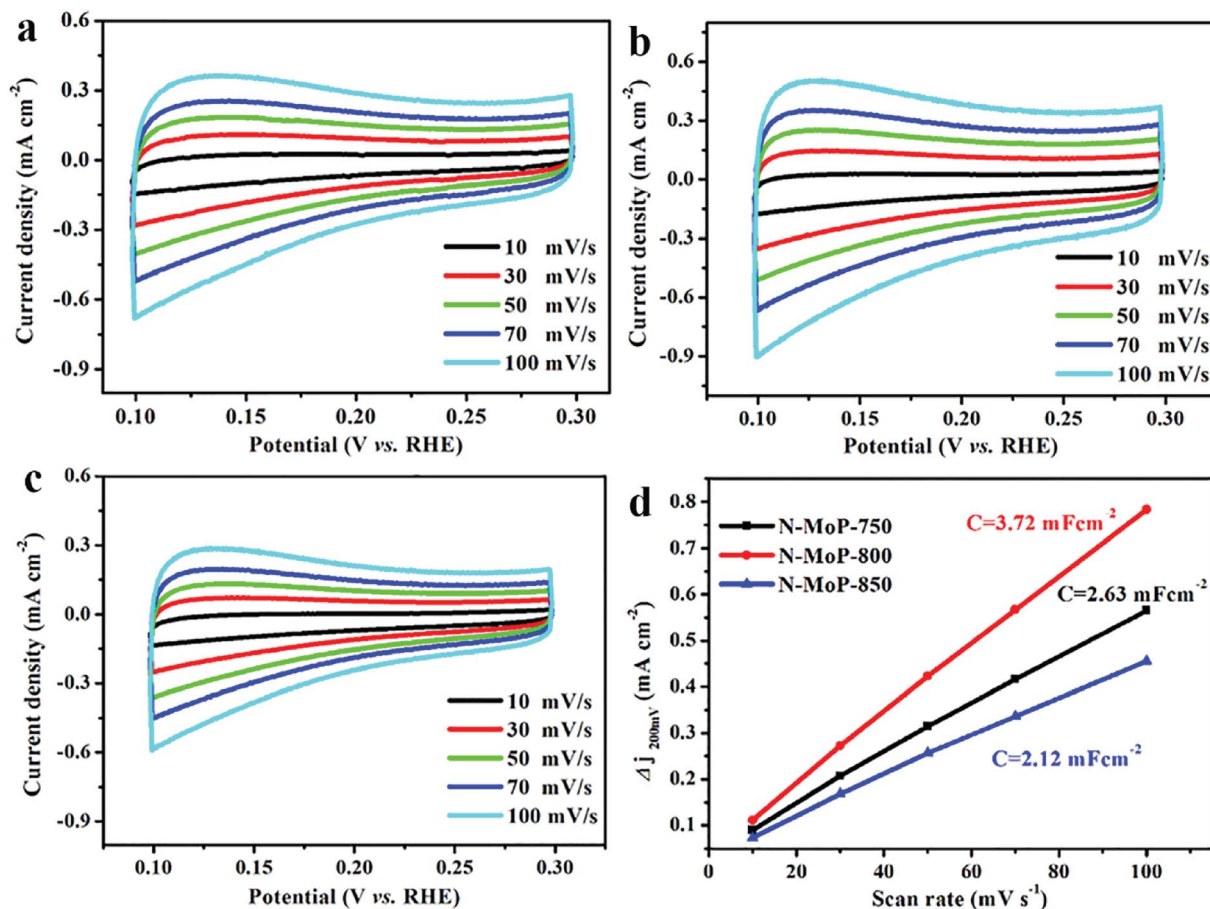 a
0.6
0.3
0.0
-0.3
-0.6
-0.9
Current density (mA cm-2)
10 mV/s
30 mV/s
50 mV/s
70 mV/s
100 mV/s
0.10 0.15 0.20 0.25 0.30
Potential (V vs. RHE)
b
0.9
0.6
0.3
0.0
-0.3
-0.6
-0.9
Current density (mA cm-2)
10 mV/s
30 mV/s
50 mV/s
70 mV/s
100 mV/s
0.10 0.15 0.20 0.25 0.30
Potential (V vs. RHE)
c
0.6
0.3
0.0
-0.3
-0.6
-0.9
Current density (mA cm-2)
10 mV/s
30 mV/s
50 mV/s
70 mV/s
100 mV/s
0.10 0.15 0.20 0.25 0.30
Potential (V vs. RHE)
d
0.8
0.7
0.6
0.5
0.4
0.3
0.2
0.1
Δj 200mV (mA cm-2)
N-MoP-750
N-MoP-800
N-MoP-850
C=3.72 mFcm-2
C=2.63 mFcm-2
C=2.12 mFcm-2
0 20 40 60 80 100
Scan rate (mV s-1)